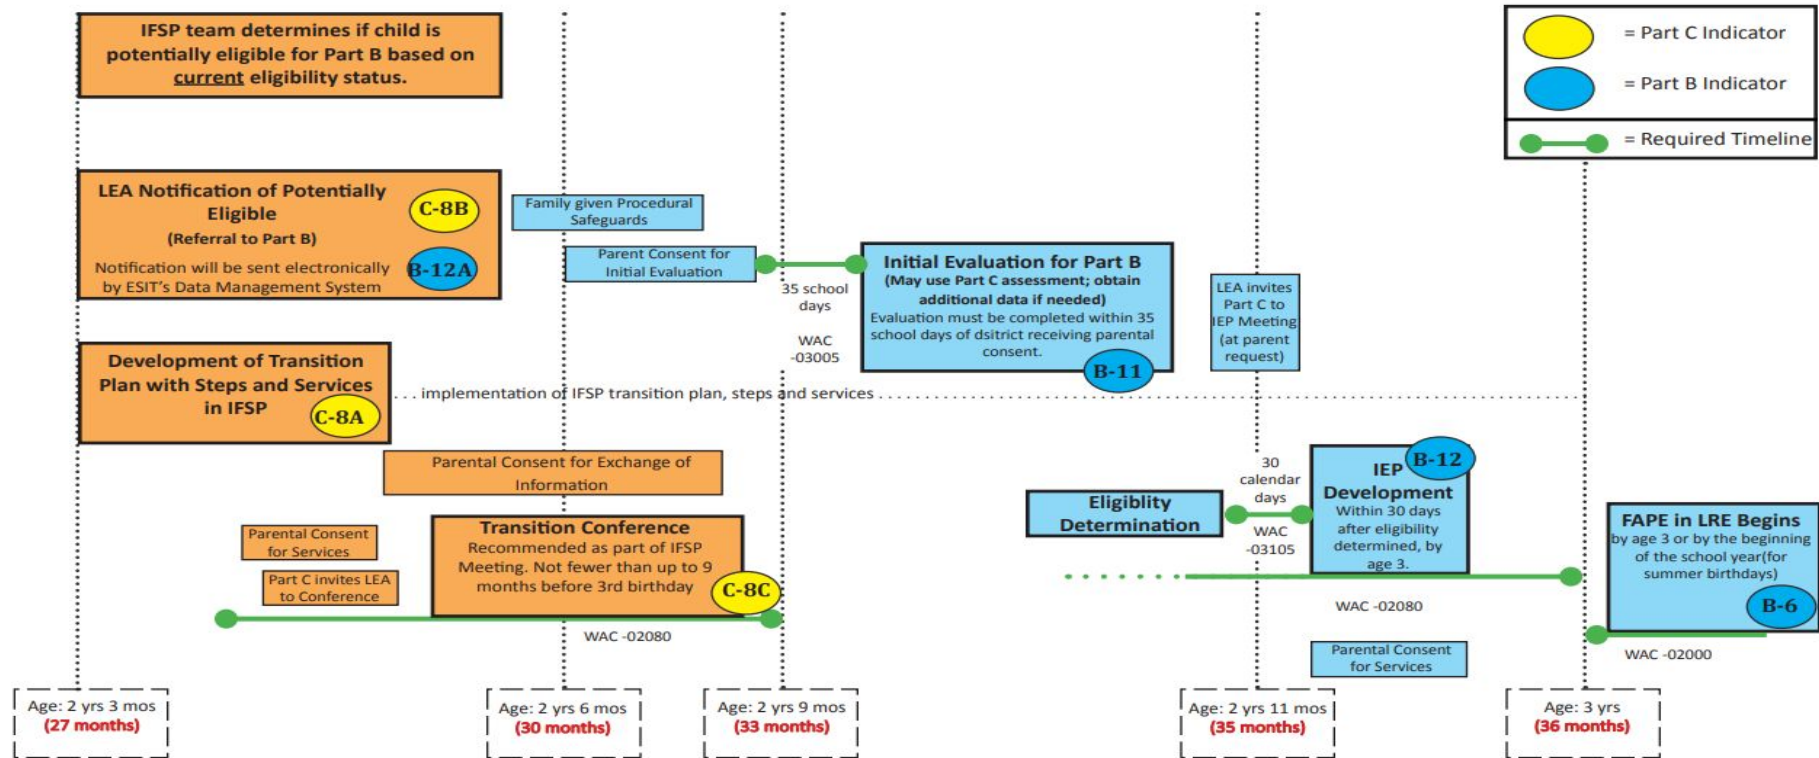 IFSP team determines if child is
potentially eligible for Part B based on
current eligibility status.
= Part C Indicator
= Part B Indicator
= Required Timeline
LEA Notification of Potentially
Eligible
(Referral to Part B)
Notification will be sent electronically
by ESIT's Data Management System
C-8B
B-12A
Family given Procedural
Safeguards
Parent Consent for
Initial Evaluation
35 school
days
WAC
-03005
Initial Evaluation for Part B
(May use Part C assessment; obtain
additional data if needed)
Evaluation must be completed within 35
school days of dsitrict receiving parental
consent.
B-11
LEA invites
Part C to
IEP Meeting
(at parent
request)
Development of Transition
Plan with Steps and Services
in IFSP
C-8A
implementation of IFSP transition plan, steps and services
Parental Consent for Exchange of
Information
Parental Consent
for Services
Part C invites LEA
to Conference
Transition Conference
Recommended as part of IFSP
Meeting. Not fewer than up to 9
months before 3rd birthday
C-8C
WAC -02080
Eligiblity
Determination
30
calendar
days
WAC
-03105
B-12
IEP
Development
Within 30 days
after eligibility
determined, by
age 3.
WAC -02080
Parental Consent
for Services
FAPE in LRE Begins
by age 3 or by the beginning
of the school year(for
summer birthdays)
B-6
WAC -02000
Age: 2 yrs 3 mos
(27 months)
Age: 2 yrs 6 mos
(30 months)
Age: 2 yrs 9 mos
(33 months)
Age: 2 yrs 11 mos
(35 months)
Age: 3 yrs
(36 months)